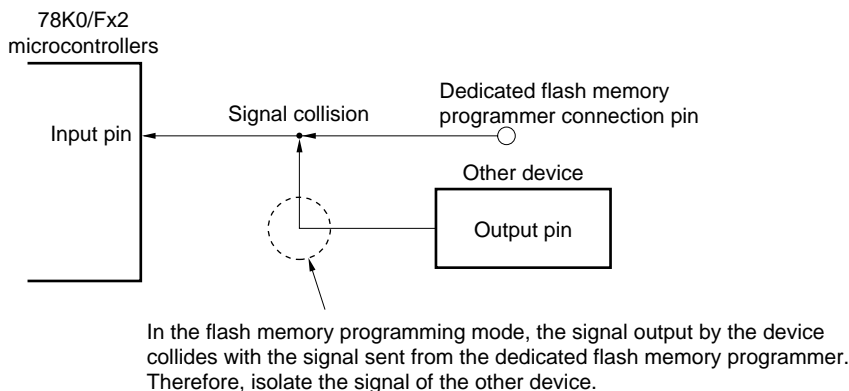 78K0/Fx2
microcontrollers
Dedicated flash memory
programmer connection pin
Signal collision
Input pin
Other device
Output pin
In the flash memory programming mode, the signal output by the device
collides with the signal sent from the dedicated flash memory programmer.
Therefore, isolate the signal of the other device.